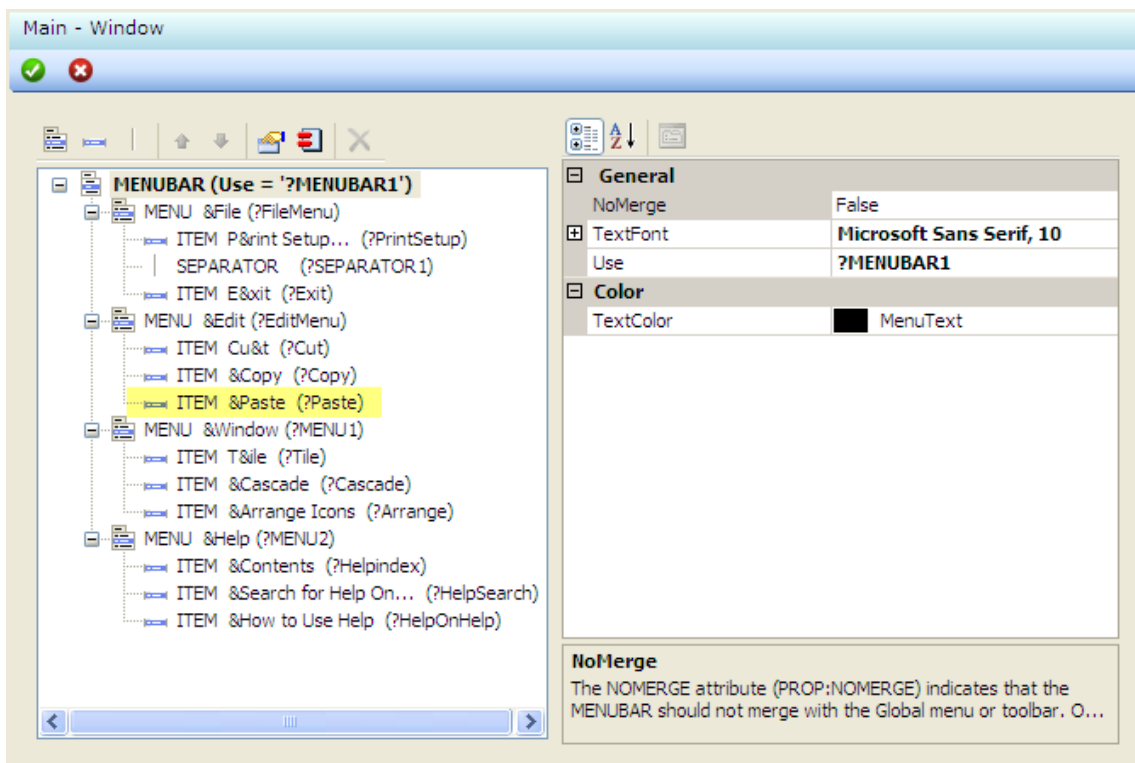 Main - Window
MENUBAR (Use = '?MENUBAR1')
MENU &File (?FileMenu)
ITEM P&rint Setup... (?PrintSetup)
SEPARATOR (?SEPARATOR1)
ITEM E&xit (?Exit)
MENU &Edit (?EditMenu)
ITEM Cu&t (?Cut)
ITEM &Copy (?Copy)
ITEM &Paste (?Paste)
MENU &Window (?MENU1)
ITEM T&ile (?Tile)
ITEM &Cascade (?Cascade)
ITEM &Arrange Icons (?Arrange)
MENU &Help (?MENU2)
ITEM &Contents (?Helpindex)
ITEM &Search for Help On... (?HelpSearch)
ITEM &How to Use Help (?HelpOnHelp)
General
NoMerge False
TextFont Microsoft Sans Serif, 10
Use ?MENUBAR1
Color
TextColor MenuText
NoMerge
The NOMERGE attribute (PROP:NOMERGE) indicates that the
MENUBAR should not merge with the Global menu or toolbar. O...